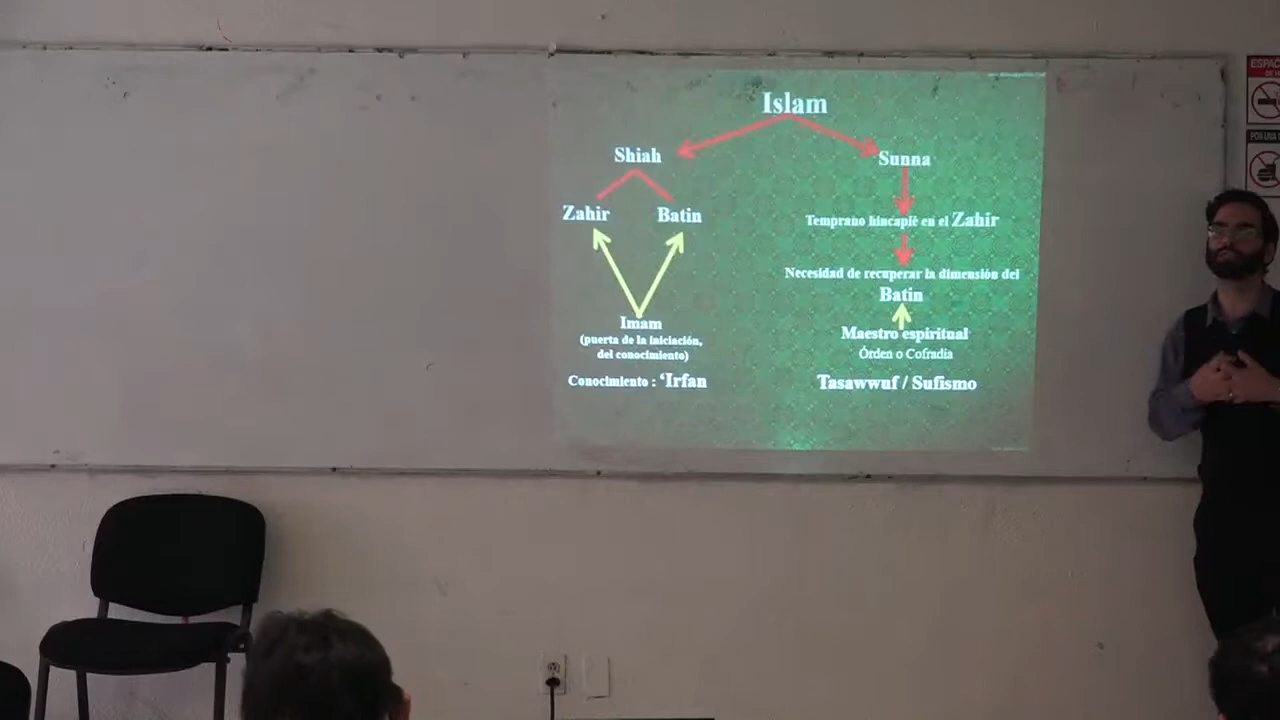 Islam
Shiah
Sunna
Zahir
Batin
Temprano hincapié en el Zahir
Necesidad de recuperar la dimensión del
Batin
Imam
(puerta de la iniciación,
del conocimiento)
Maestro espiritual
Órden o Cofradía
Conocimiento : ‘Irfan
Tasawwuf / Sufismo
ESPAC